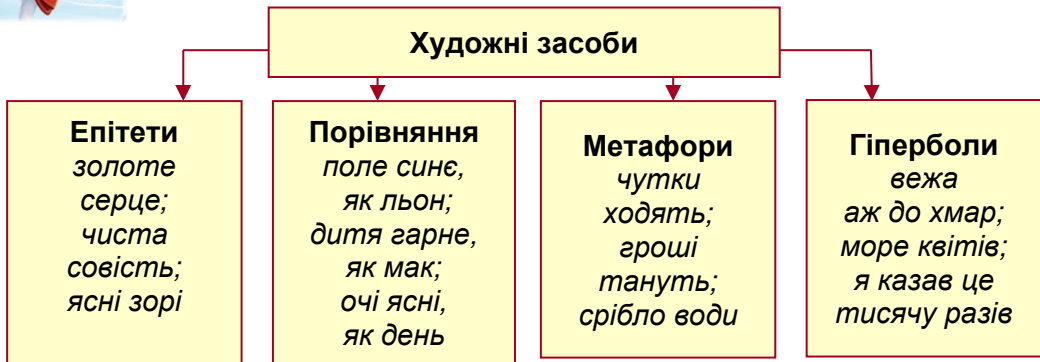 Художні засоби
Епітети
золоте
серце;
чиста
совість;
ясні зорі
Порівняння
поле синє,
як льон;
дитя гарне,
як мак;
очі ясні,
як день
Метафори
чутки
ходять;
гроші
тануть;
срібло води
Гіперболи
вежа
аж до хмар;
море квітів;
я казав це
тисячу разів